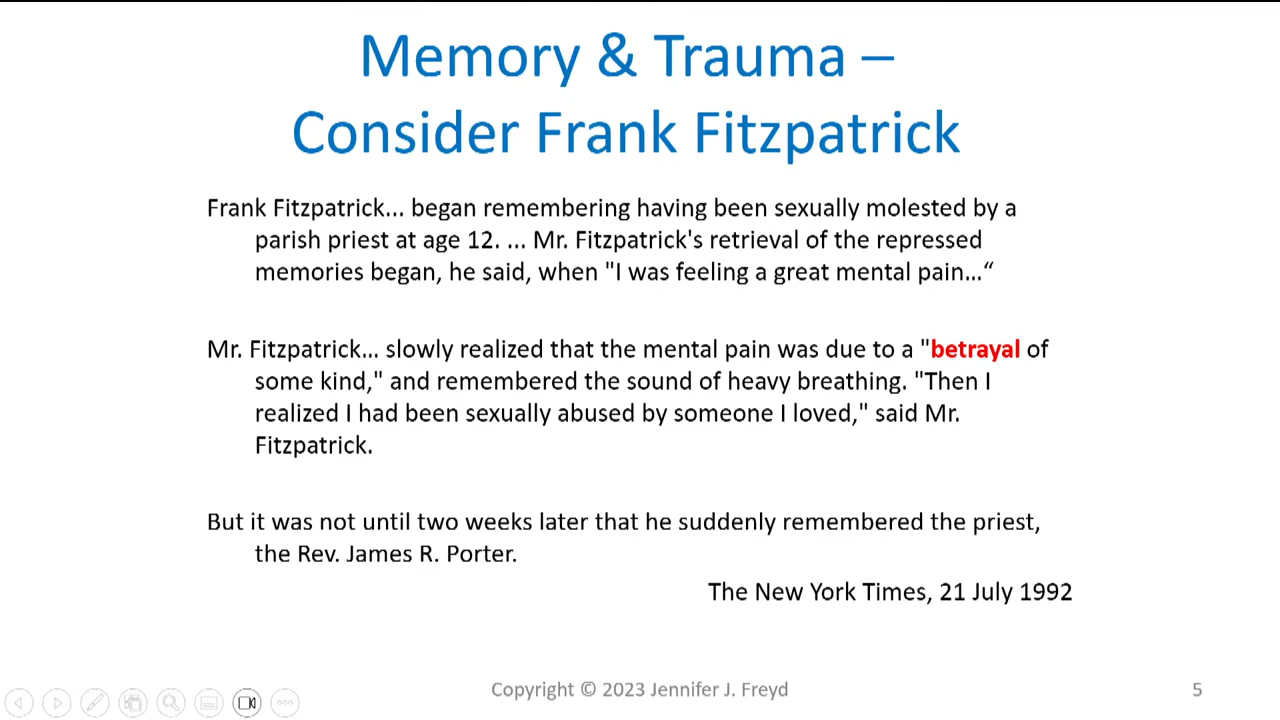 Memory & Trauma –
Consider Frank Fitzpatrick
Frank Fitzpatrick... began remembering having been sexually molested by a
parish priest at age 12. ... Mr. Fitzpatrick's retrieval of the repressed
memories began, he said, when "I was feeling a great mental pain...“
Mr. Fitzpatrick... slowly realized that the mental pain was due to a "betrayal of
some kind," and remembered the sound of heavy breathing. "Then I
realized I had been sexually abused by someone I loved," said Mr.
Fitzpatrick.
But it was not until two weeks later that he suddenly remembered the priest,
the Rev. James R. Porter.
The New York Times, 21 July 1992
Copyright © 2023 Jennifer J. Freyd
5